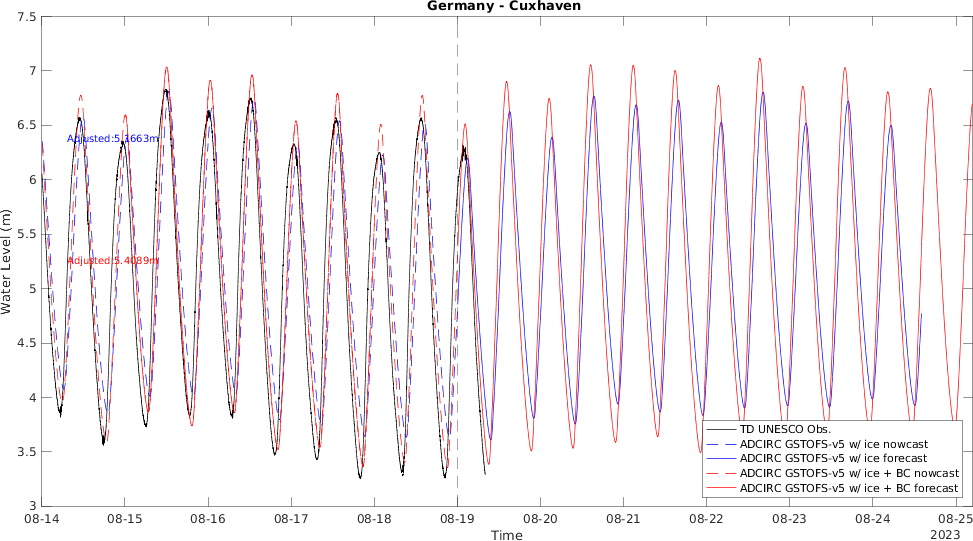 Germany - Cuxhaven
7.5
7
6.5
6
5.5
5
4.5
4
3.5
3
Water Level (m)
Adjusted:5.4089m
TD UNESCO Obs.
ADCIRC GSTOFS-v5 w/ ice nowcast
ADCIRC GSTOFS-v5 w/ ice forecast
ADCIRC GSTOFS-v5 w/ ice + BC nowcast
ADCIRC GSTOFS-v5 w/ ice + BC forecast
08-14 08-15 08-16 08-17 08-18 08-19 08-20 08-21 08-22 08-23 08-24 08-25
Time
2023